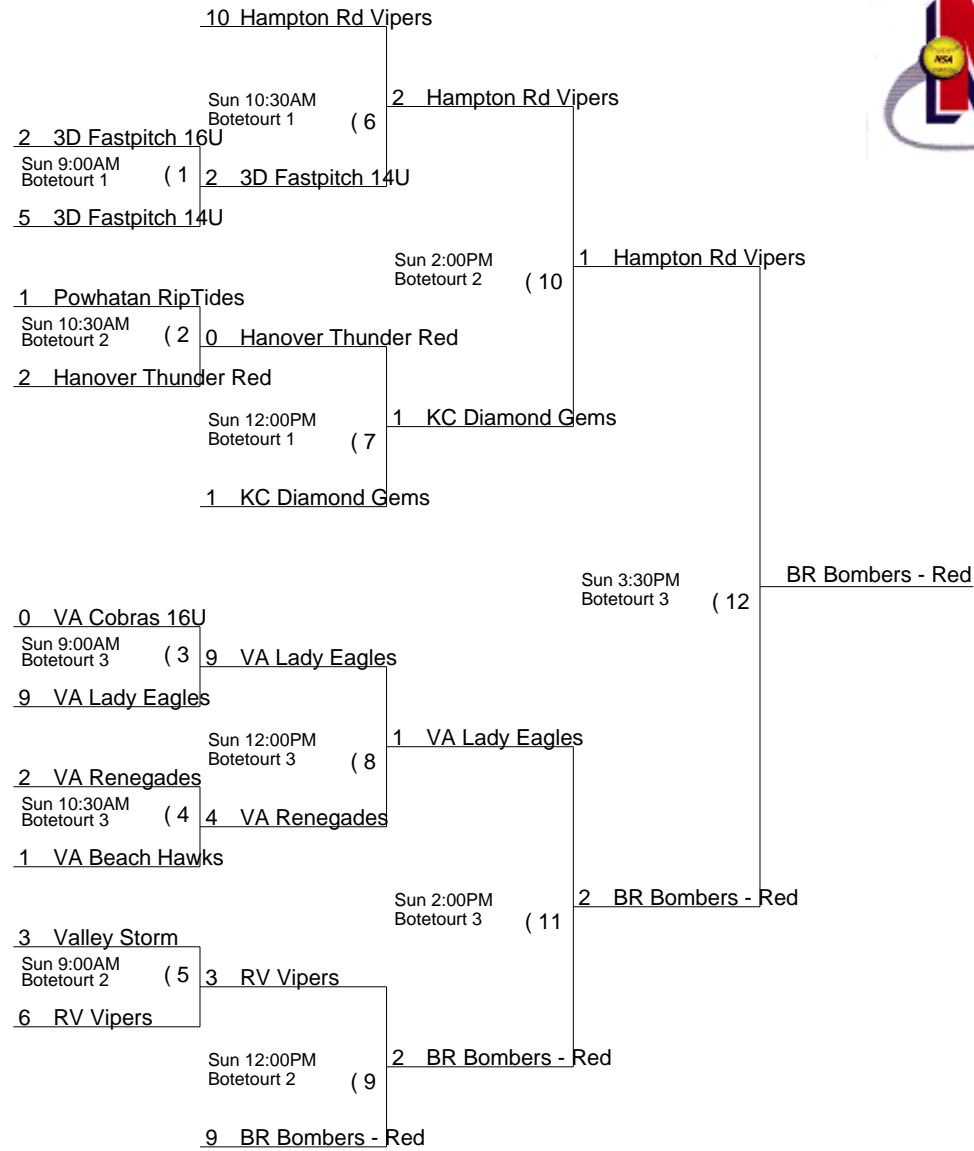 10 Hampton Rd Vipers
Sun 10:30AM
Botetourt 1 ( 6
2 Hampton Rd Vipers
2 3D Fastpitch 16U
Sun 9:00AM
Botetourt 1 ( 1
2 3D Fastpitch 14U
5 3D Fastpitch 14U
Sun 2:00PM
Botetourt 2 ( 10
1 Hampton Rd Vipers
1 Powhatan RipTides
Sun 10:30AM
Botetourt 2 ( 2
0 Hanover Thunder Red
2 Hanover Thunder Red
Sun 12:00PM
Botetourt 1 ( 7
1 KC Diamond Gems
1 KC Diamond Gems
Sun 3:30PM
Botetourt 3 ( 12
BR Bombers - Red
0 VA Cobras 16U
Sun 9:00AM
Botetourt 3 ( 3
9 VA Lady Eagles
9 VA Lady Eagles
Sun 12:00PM
Botetourt 3 ( 8
1 VA Lady Eagles
2 VA Renegades
Sun 10:30AM
Botetourt 3 ( 4
4 VA Renegades
1 VA Beach Hawks
Sun 2:00PM
Botetourt 3 ( 11
2 BR Bombers - Red
3 Valley Storm
Sun 9:00AM
Botetourt 2 ( 5
3 RV Vipers
6 RV Vipers
Sun 12:00PM
Botetourt 2 ( 9
2 BR Bombers - Red
9 BR Bombers - Red
NSA